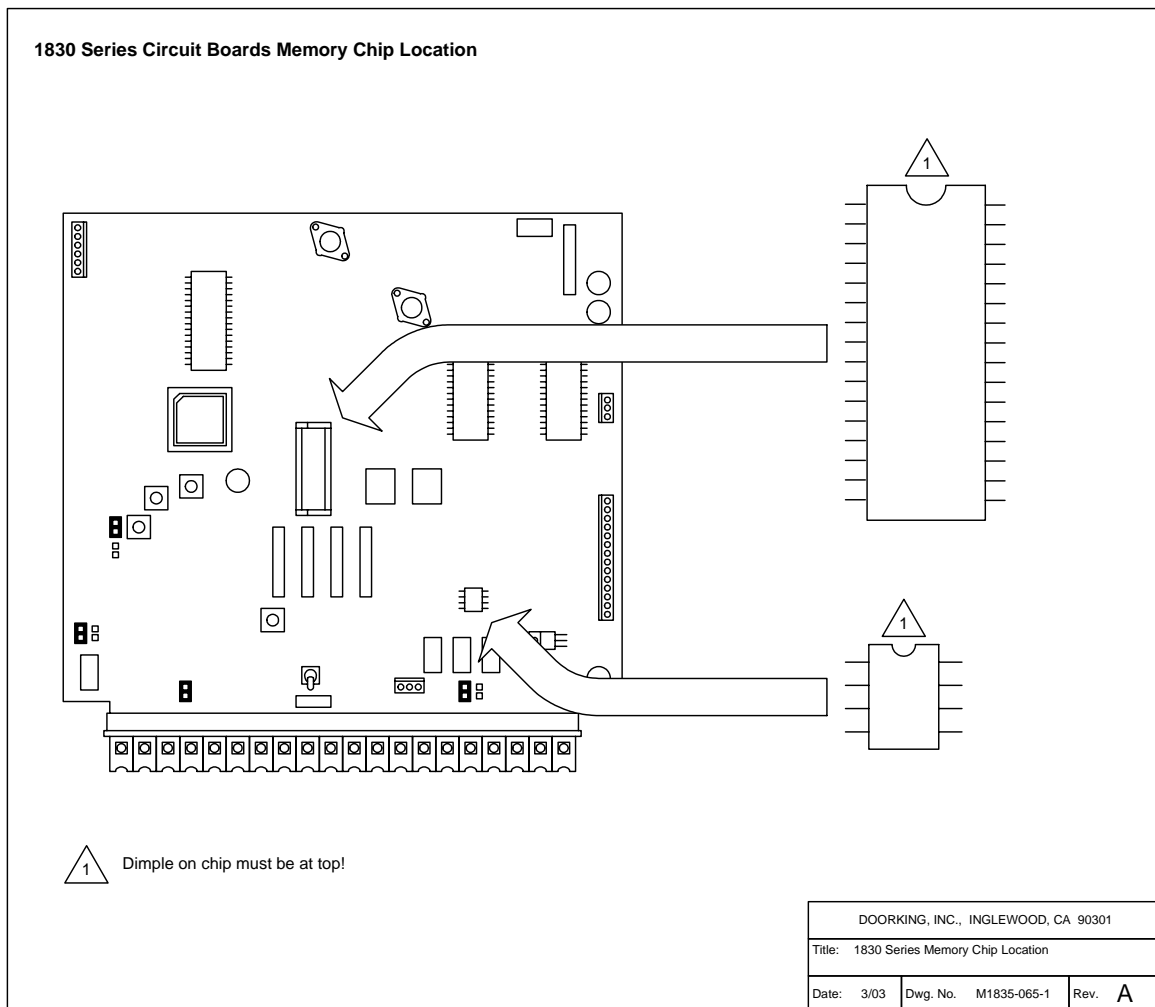 1830 Series Circuit Boards Memory Chip Location
1
1
1 Dimple on chip must be at top!
DOORKING, INC., INGLEWOOD, CA 90301
Title: 1830 Series Memory Chip Location
Date: 3/03 Dwg. No. M1835-065-1 Rev. A